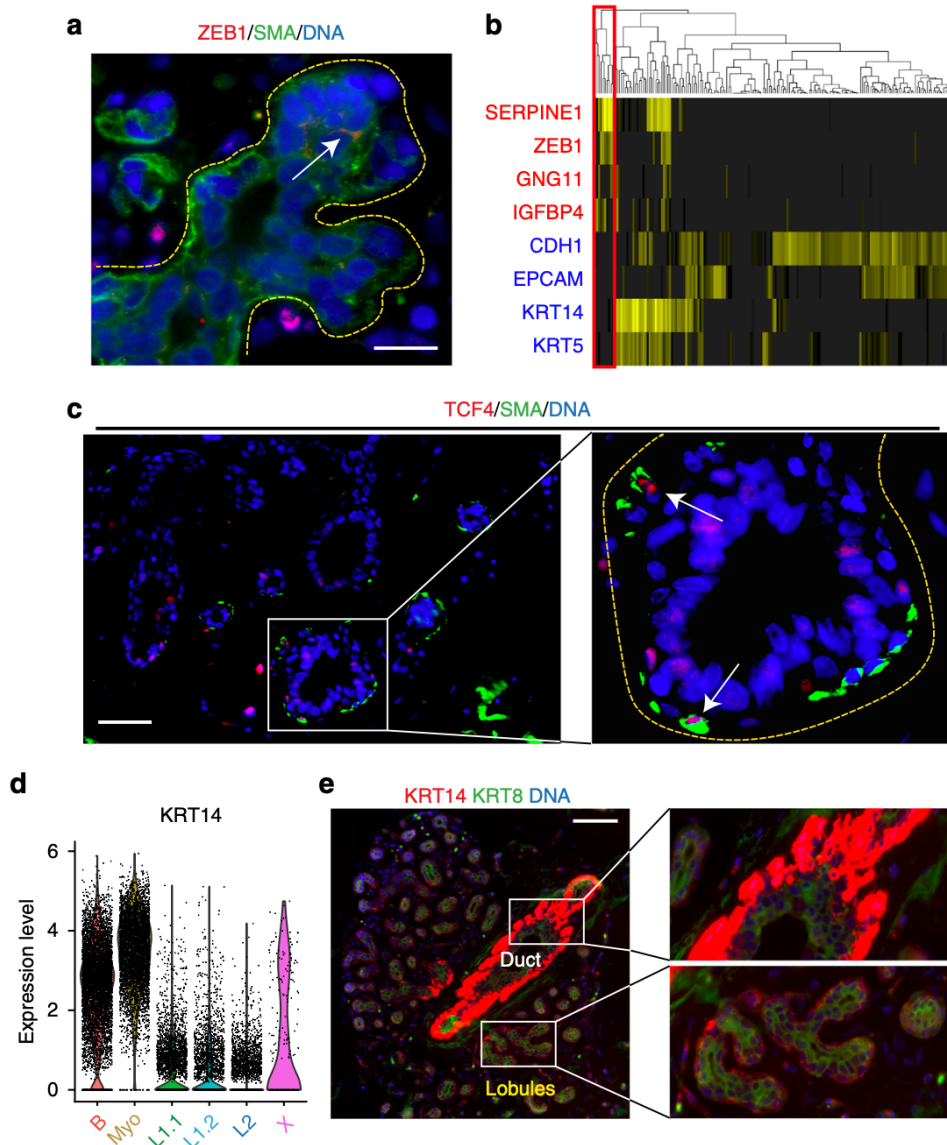 a
ZEB1/SMA/DNA
b
SERPINE1
ZEB1
GNG11
IGFBP4
CDH1
EPCAM
KRT14
KRT5
c
TCF4/SMA/DNA
d
KRT14
Expression level
6
4
2
0
B
Myo
L1.1
L1.2
L2
X
e
KRT14 KRT8 DNA
Duct
Lobules